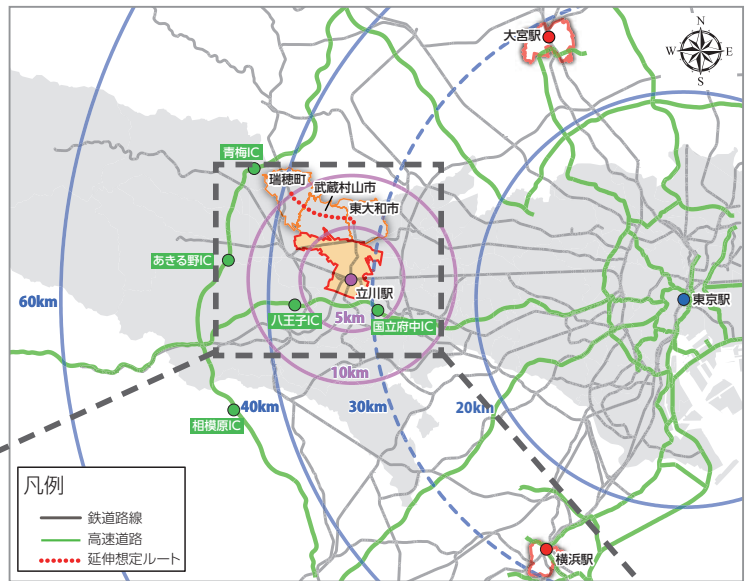 大宮駅
N
W
E
S
青梅IC
瑞穂町
武蔵村山市
東大和市
あきる野IC
60km
立川駅
東京駅
八王子IC
5km
国立府中IC
10km
40km
30km
20km
相模原IC
凡例
鉄道路線
高速道路
延伸想定ルート
横浜駅